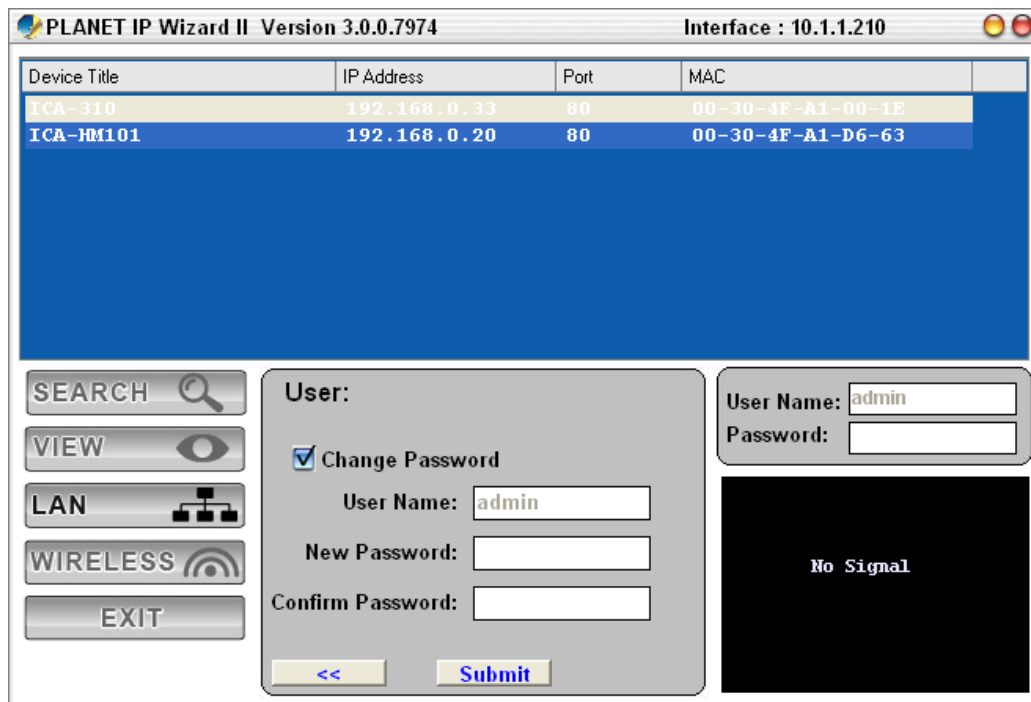 PLANET IP Wizard II Version 3.0.0.7974 Interface : 10.1.1.210
Device Title IP Address Port MAC
ICA-310 192.168.0.33 80 00-30-4F-A1-00-1E
ICA-HM101 192.168.0.20 80 00-30-4F-A1-D6-63
SEARCH
VIEW
LAN
WIRELESS
EXIT
User:
Change Password
User Name: admin
New Password:
Confirm Password:
<< Submit
User Name: admin
Password:
No Signal